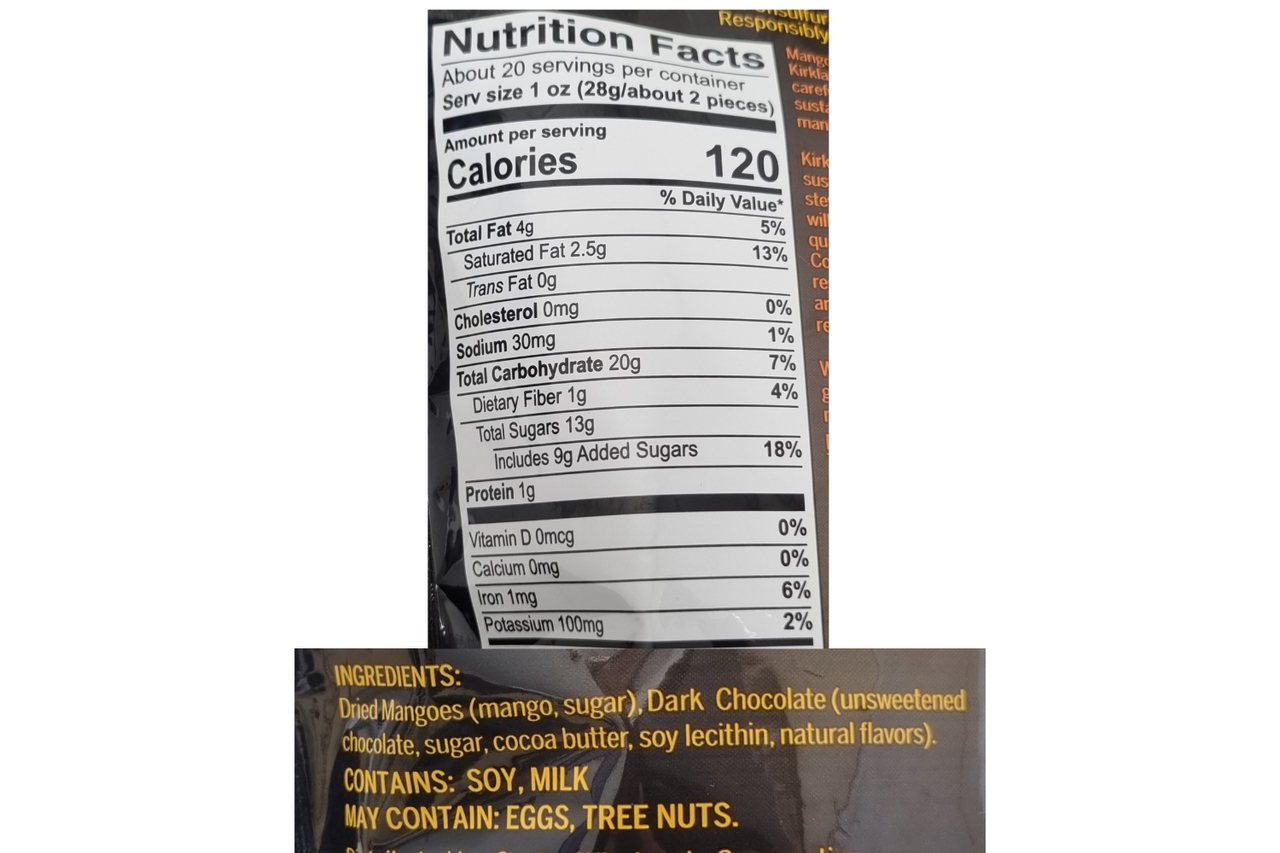 Responsibly
Nutrition Facts
About 20 servings per container
Serv size 1 oz (28g/about 2 pieces)
Amount per serving
Calories 120
% Daily Value*
Total Fat 4g 5%
Saturated Fat 2.5g 13%
Trans Fat 0g
Cholesterol 0mg 0%
Sodium 30mg 1%
Total Carbohydrate 20g 7%
Dietary Fiber 1g 4%
Total Sugars 13g
Includes 9g Added Sugars 18%
Protein 1g
Vitamin D 0mcg 0%
Calcium 0mg 0%
Iron 1mg 6%
Potassium 100mg 2%
INGREDIENTS:
Dried Mangoes (mango, sugar), Dark Chocolate (unsweetened
chocolate, sugar, cocoa butter, soy lecithin, natural flavors).
CONTAINS: SOY, MILK
MAY CONTAIN: EGGS, TREE NUTS.